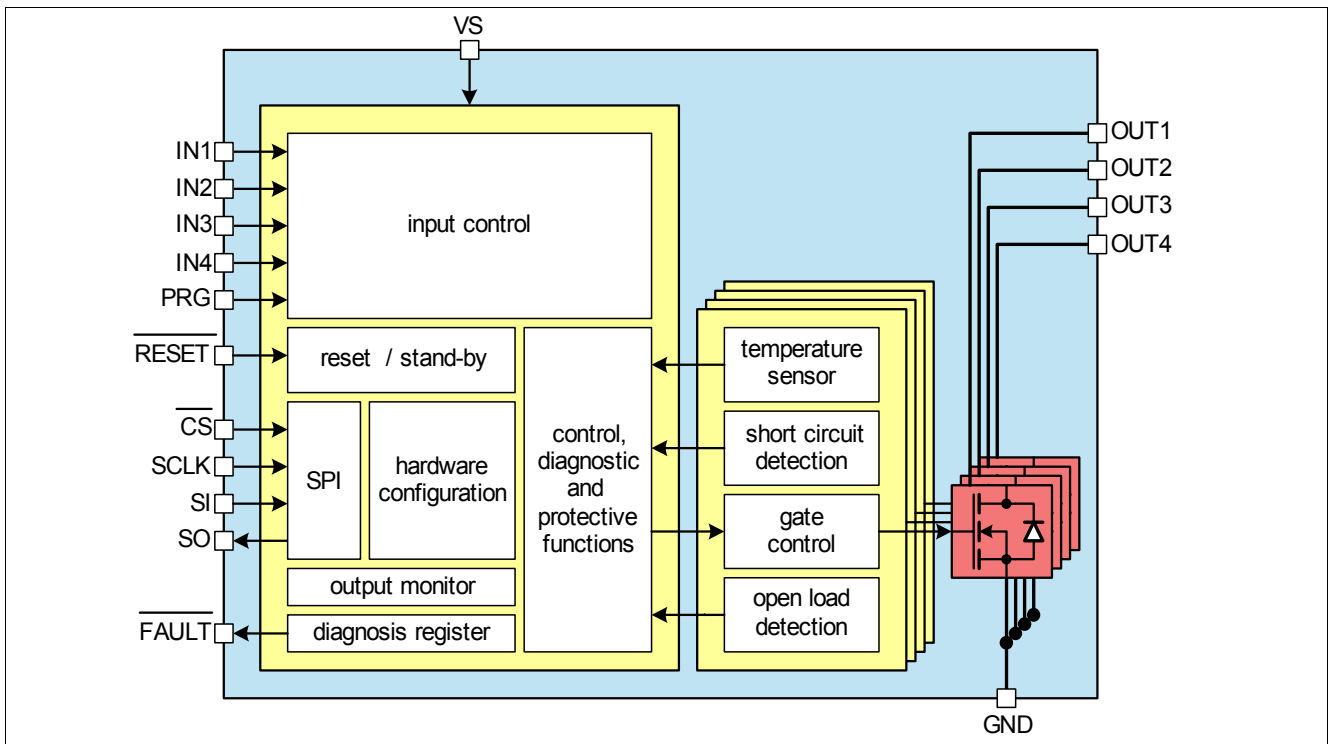 VS
IN1
IN2
IN3
IN4
PRG
RESET
CS
SCLK
SI
SO
FAULT
input control
reset / stand-by
SPI
hardware
configuration
output monitor
diagnosis register
control,
diagnostic
and
protective
functions
temperature
sensor
short circuit
detection
gate
control
open load
detection
OUT1
OUT2
OUT3
OUT4
GND